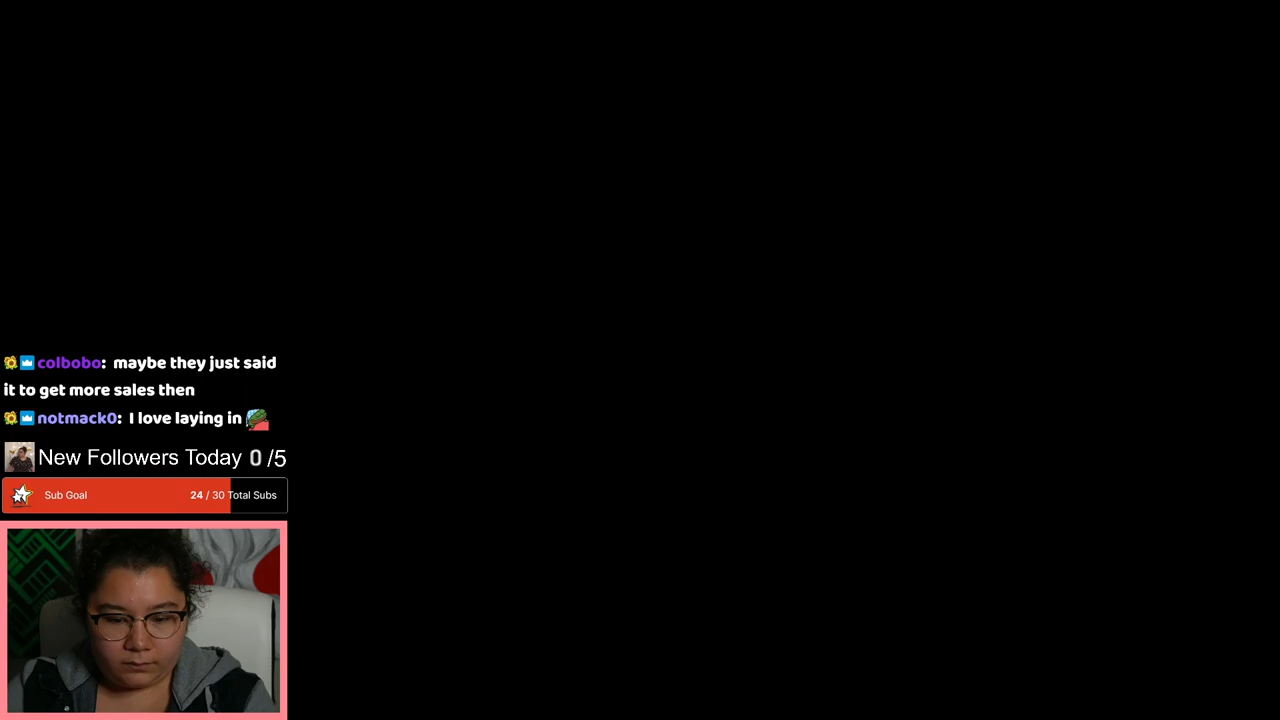 colbobo: maybe they just said
it to get more sales then
notmack0: I love laying in
New Followers Today 0 /5
Sub Goal 24 / 30 Total Subs